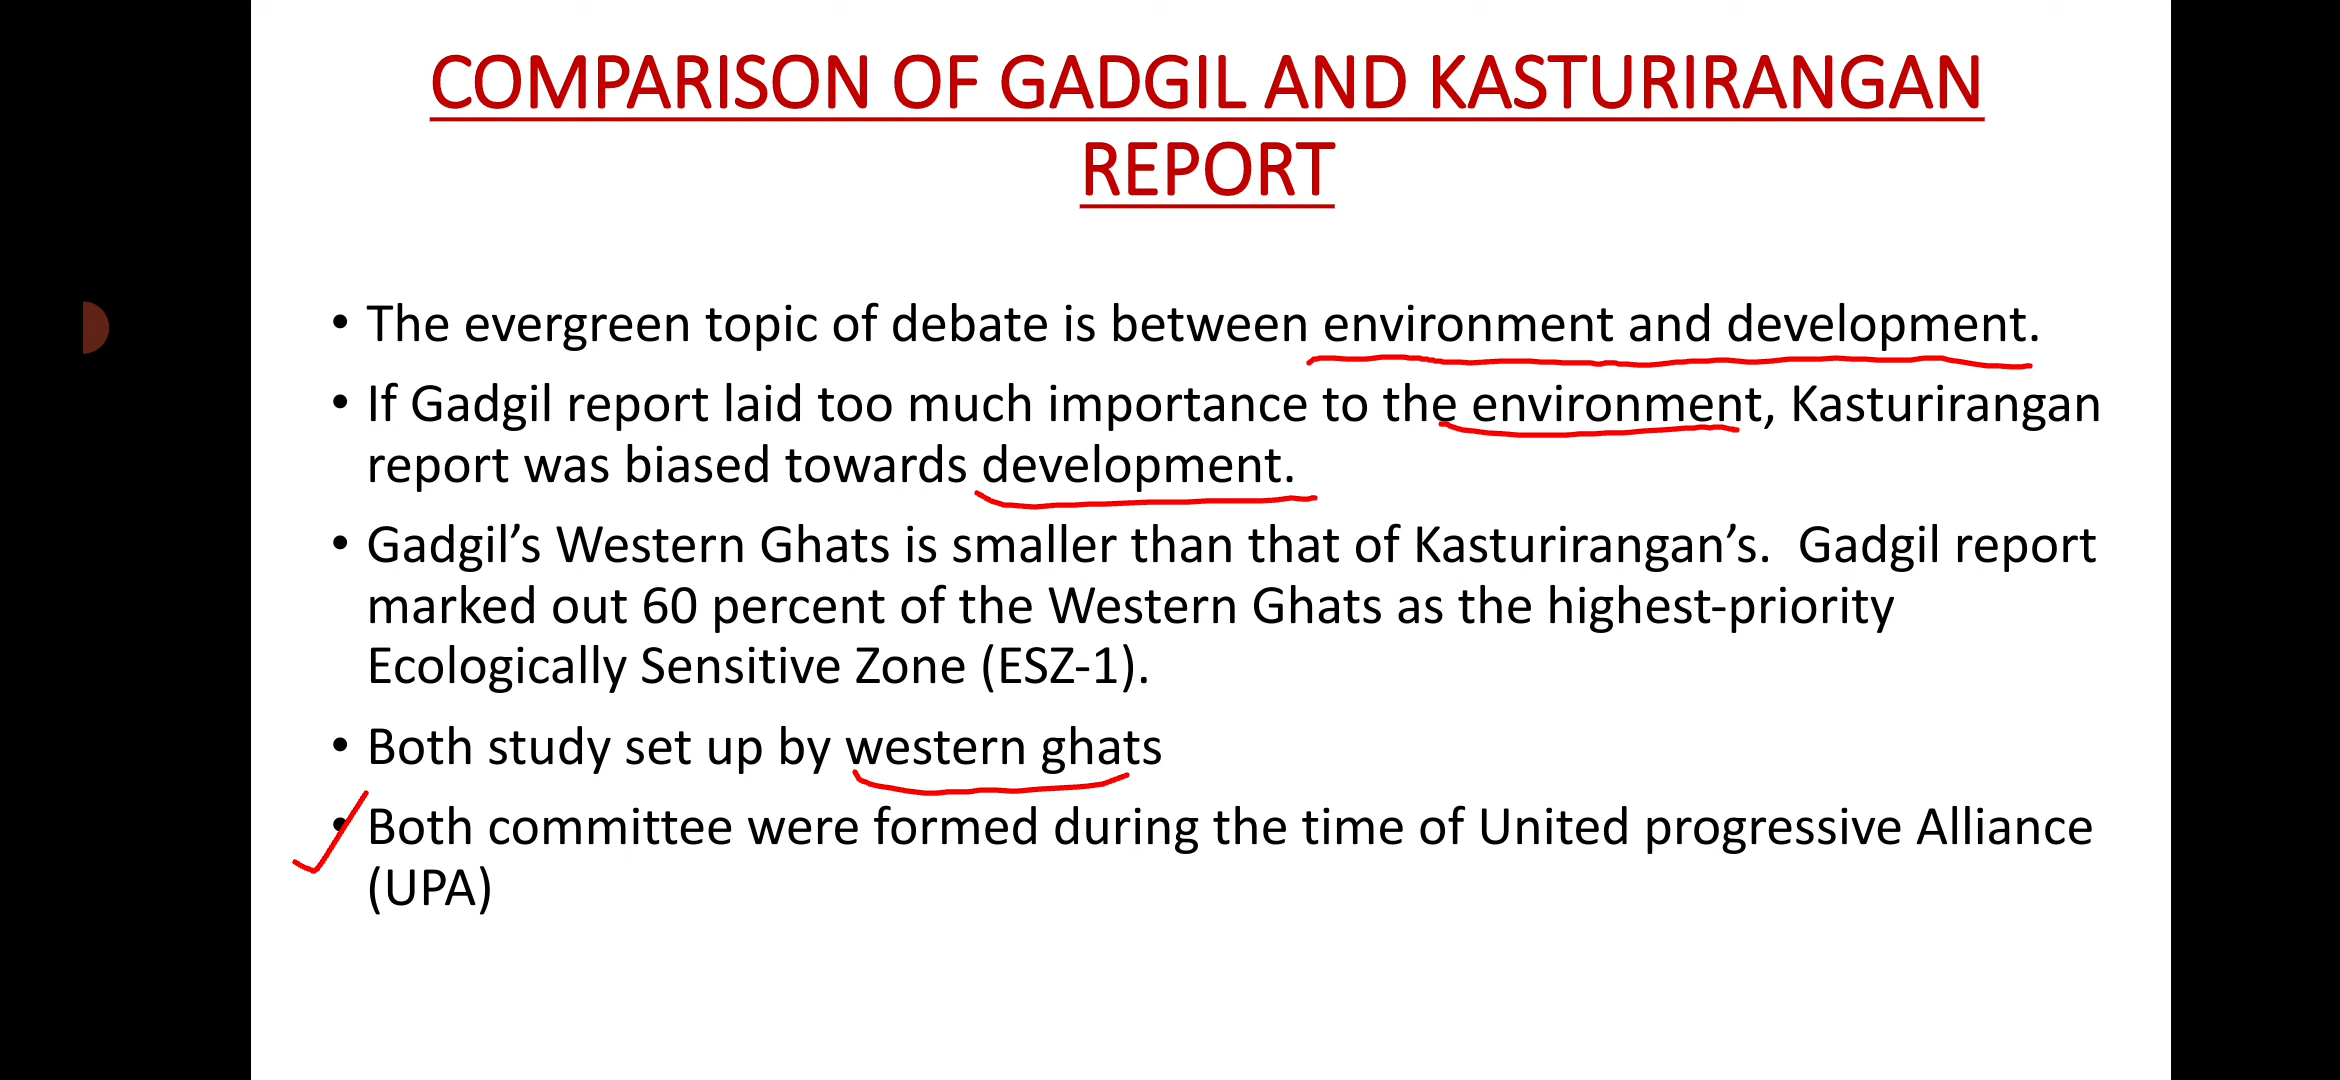 COMPARISON OF GADGIL AND KASTURIRANGAN
REPORT
• The evergreen topic of debate is between environment and development.
• If Gadgil report laid too much importance to the environment, Kasturirangan
report was biased towards development.
• Gadgil’s Western Ghats is smaller than that of Kasturirangan’s.  Gadgil report
marked out 60 percent of the Western Ghats as the highest-priority
Ecologically Sensitive Zone (ESZ-1).
• Both study set up by western ghats
• Both committee were formed during the time of United progressive Alliance
(UPA)